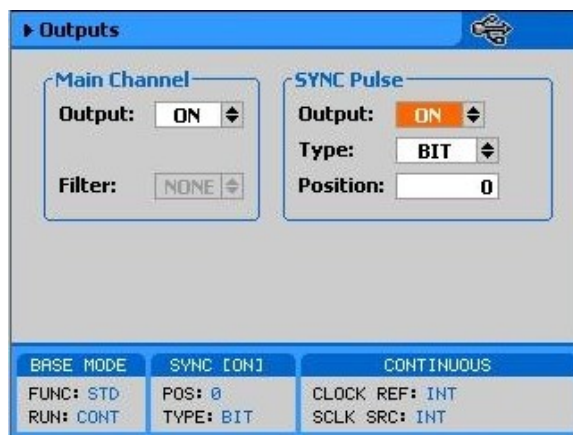 Outputs
Main Channel
Output: ON
Filter: NONE
SYNC Pulse
Output: ON
Type: BIT
Position: 0
BASE MODE
FUNC: STD
RUN: CONT
SYNC [ON]
POS: 0
TYPE: BIT
CONTINUOUS
CLOCK REF: INT
SCLK SRC: INT